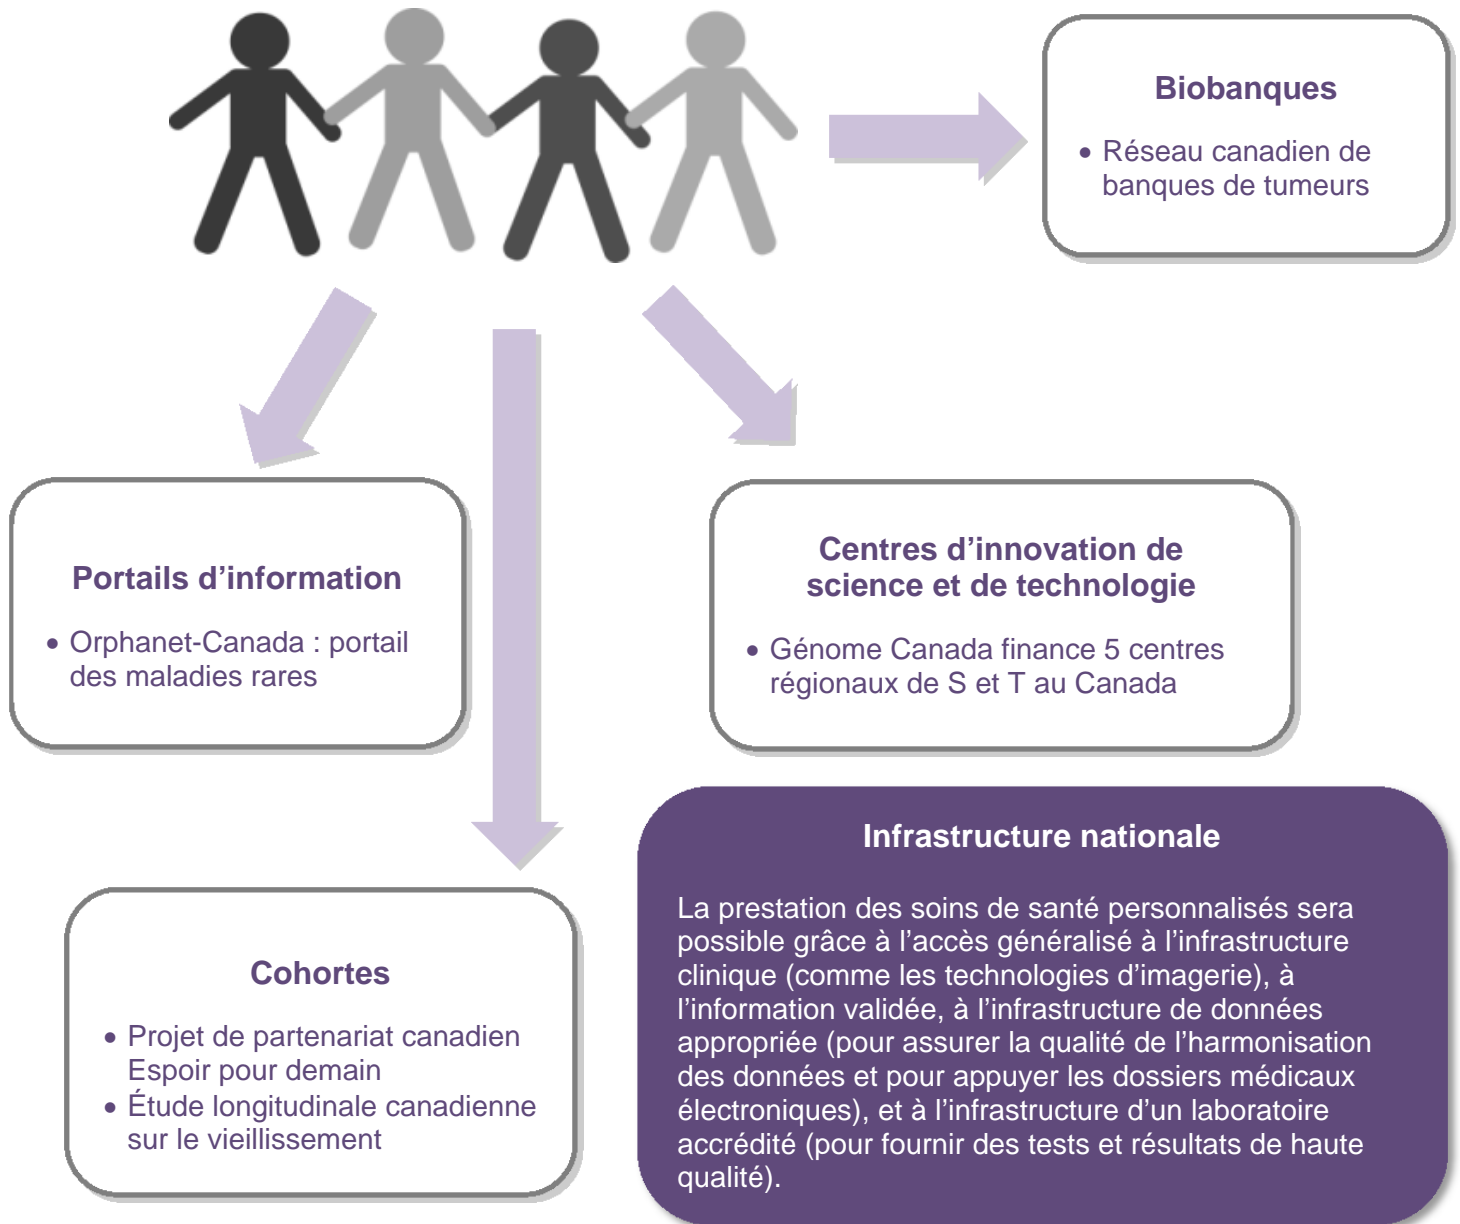 Biobanques
• Réseau canadien de
banques de tumeurs
Portails d’information
• Orphanet-Canada : portail
des maladies rares
Centres d’innovation de
science et de technologie
• Génome Canada finance 5 centres
régionaux de S et T au Canada
Cohortes
• Projet de partenariat canadien
Espoir pour demain
• Étude longitudinale canadienne
sur le vieillissement
Infrastructure nationale
La prestation des soins de santé personnalisés sera
possible grâce à l’accès généralisé à l’infrastructure
clinique (comme les technologies d’imagerie), à
l’information validée, à l’infrastructure de données
appropriée (pour assurer la qualité de l’harmonisation
des données et pour appuyer les dossiers médicaux
électroniques), et à l’infrastructure d’un laboratoire
accrédité (pour fournir des tests et résultats de haute
qualité).